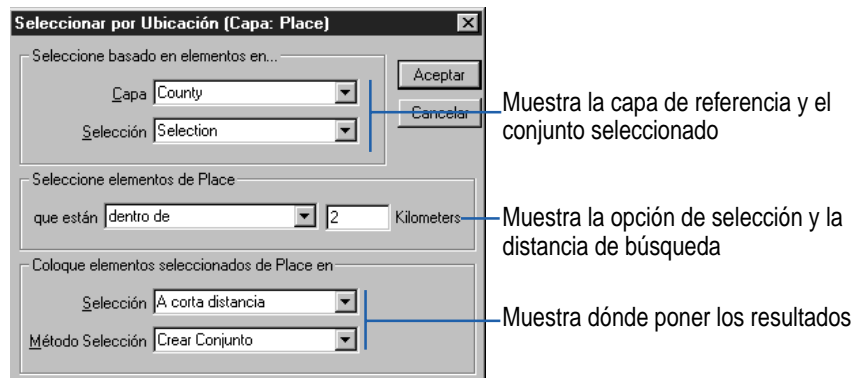 Seleccionar por Ubicación (Capa: Place)
Seleccione basado en elementos en...
Capa County
Selección Selection
Aceptar
Cancelar
Muestra la capa de referencia y el
conjunto seleccionado
Seleccione elementos de Place
que están dentro de 2 Kilometers
Muestra la opción de selección y la
distancia de búsqueda
Coloque elementos seleccionados de Place en
Selección A corta distancia
Método Selección Crear Conjunto
Muestra dónde poner los resultados